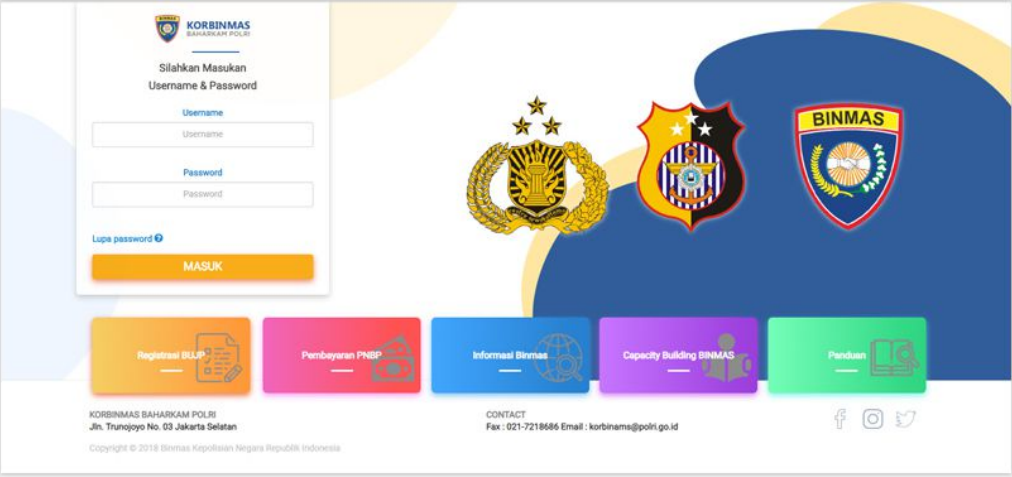 BINMAS
KORBINMAS
BAHARKAM POLRI
Silahkan Masukan
Username & Password
Username
Username
Password
Password
Lupa password
MASUK
BINMAS
Registrasi BUJP
Pembayaran PNBP
Informasi Binmas
Capacity Building BINMAS
Panduan
KORBINMAS BAHARKAM POLRI
Jln. Trunojoyo No. 03 Jakarta Selatan
CONTACT
Fax : 021-7218686 Email : korbinams@polri.go.id
Copyright © 2018 Binmas Kepolisian Negara Republik Indonesia